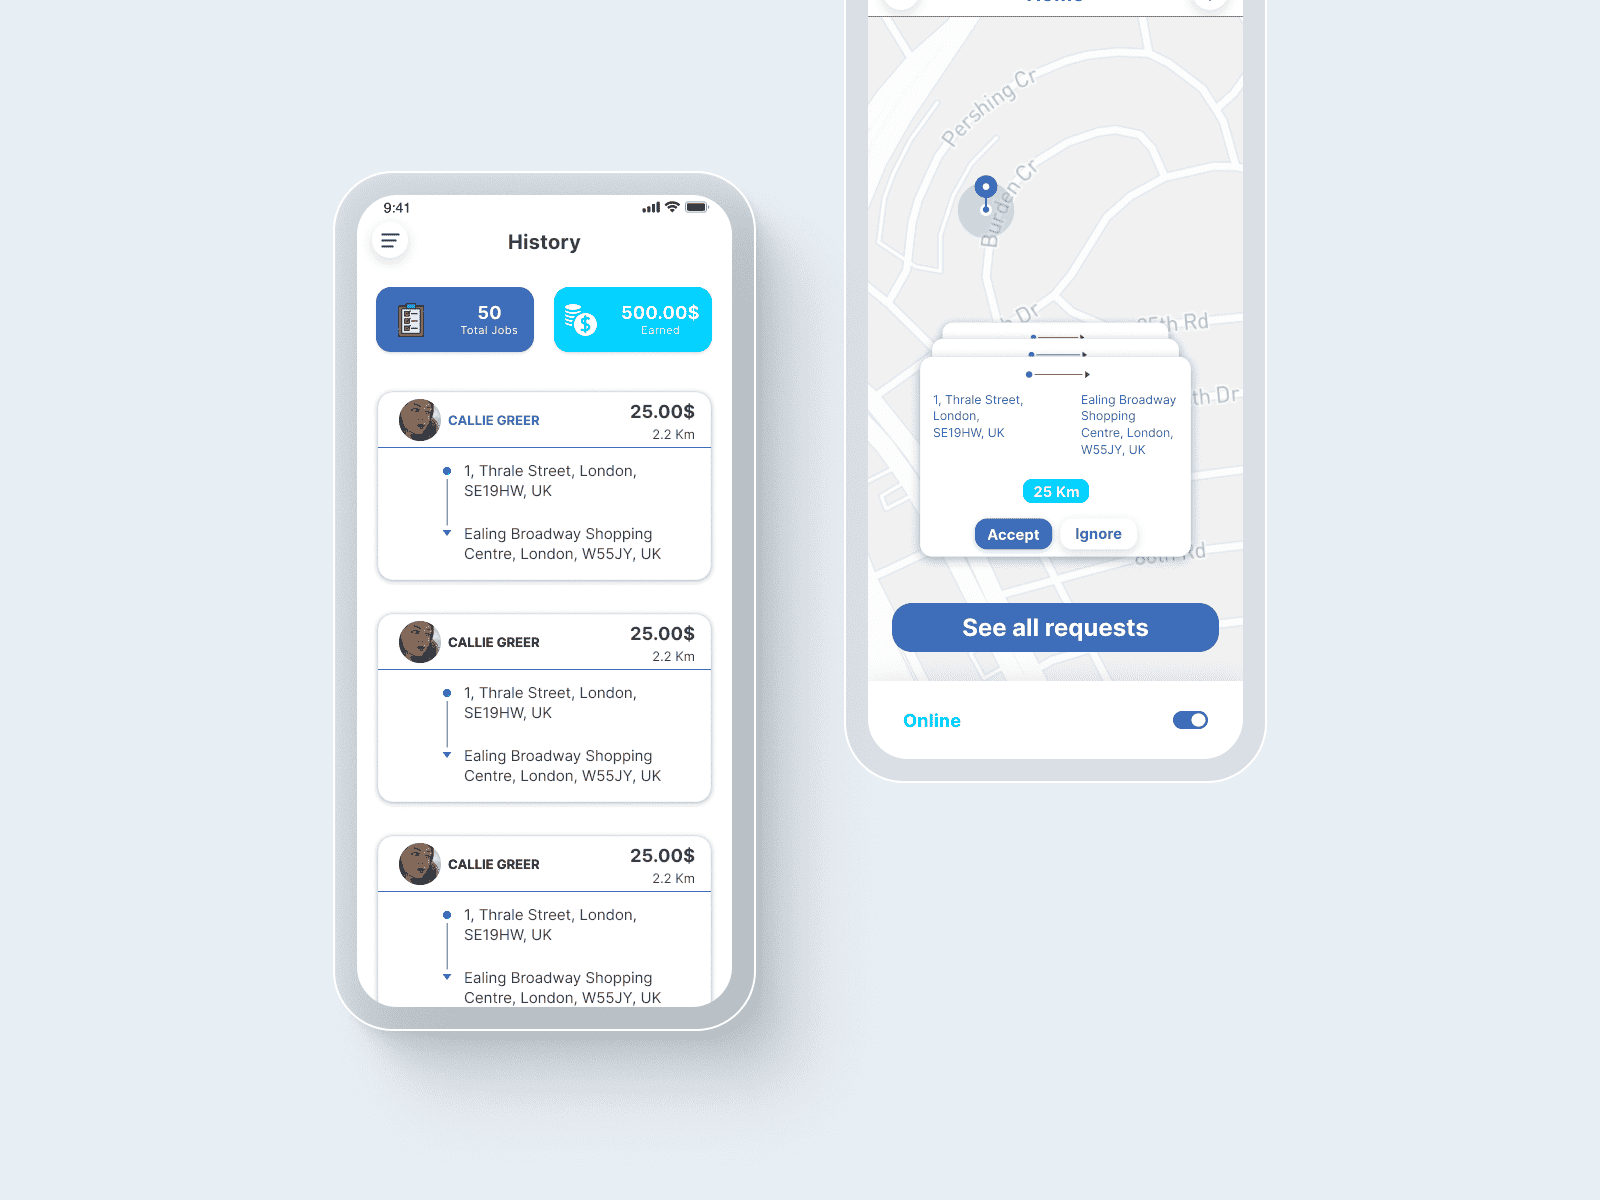 9:41
History
50
Total Jobs
500.00$
Earned
CALLIE GREER
25.00$
2.2 Km
1, Thrale Street, London,
SE19HW, UK
Ealing Broadway Shopping
Centre, London, W55JY, UK
CALLIE GREER
25.00$
2.2 Km
1, Thrale Street, London,
SE19HW, UK
Ealing Broadway Shopping
Centre, London, W55JY, UK
CALLIE GREER
25.00$
2.2 Km
1, Thrale Street, London,
SE19HW, UK
Ealing Broadway Shopping
Centre, London, W55JY, UK
Pershing Cr
Burden Cr
Dr
th Rd
th Dr
1, Thrale Street,
London,
SE19HW, UK
Ealing Broadway
Shopping
Centre, London,
W55JY, UK
25 Km
Accept
Ignore
Rd
See all requests
Online